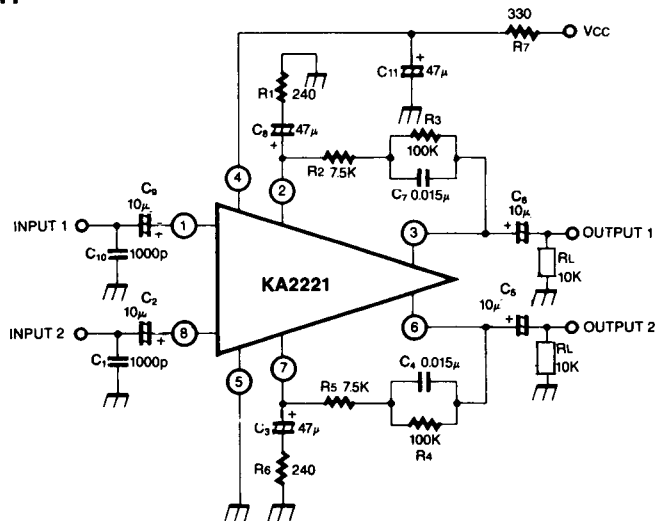 330
R7
VCC
C11
+
47μ
R1
240
C8
47μ
+
R3
100K
R2 7.5K
C7 0.015μ
4
2
C9
10μ
INPUT 1
+
1
C10
1000p
3
C6
10μ
+
OUTPUT 1
RL
10K
KA2221
C2
10μ
INPUT 2
+
8
C1
1000p
C5
10μ
6
+
OUTPUT 2
RL
10K
5
7
C4 0.015μ
R5 7.5K
+
C3
47μ
100K
R4
R6
240